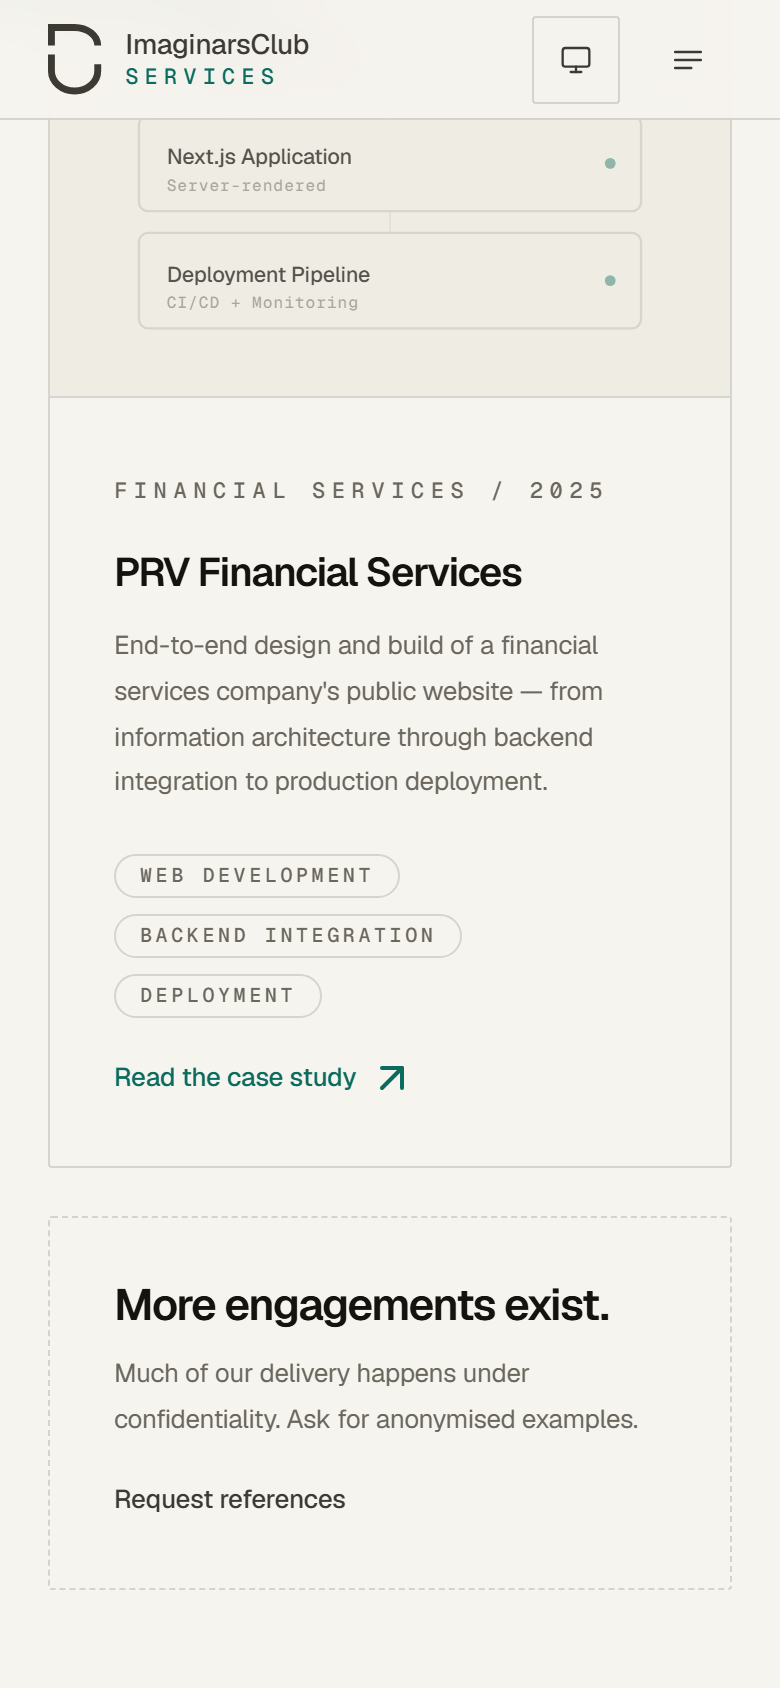 ImaginarsClub
SERVICES
Next.js Application
Server-rendered
Deployment Pipeline
CI/CD + Monitoring
FINANCIAL SERVICES / 2025
PRV Financial Services
End-to-end design and build of a financial
services company's public website — from
information architecture through backend
integration to production deployment.
WEB DEVELOPMENT
BACKEND INTEGRATION
DEPLOYMENT
Read the case study
More engagements exist.
Much of our delivery happens under
confidentiality. Ask for anonymised examples.
Request references